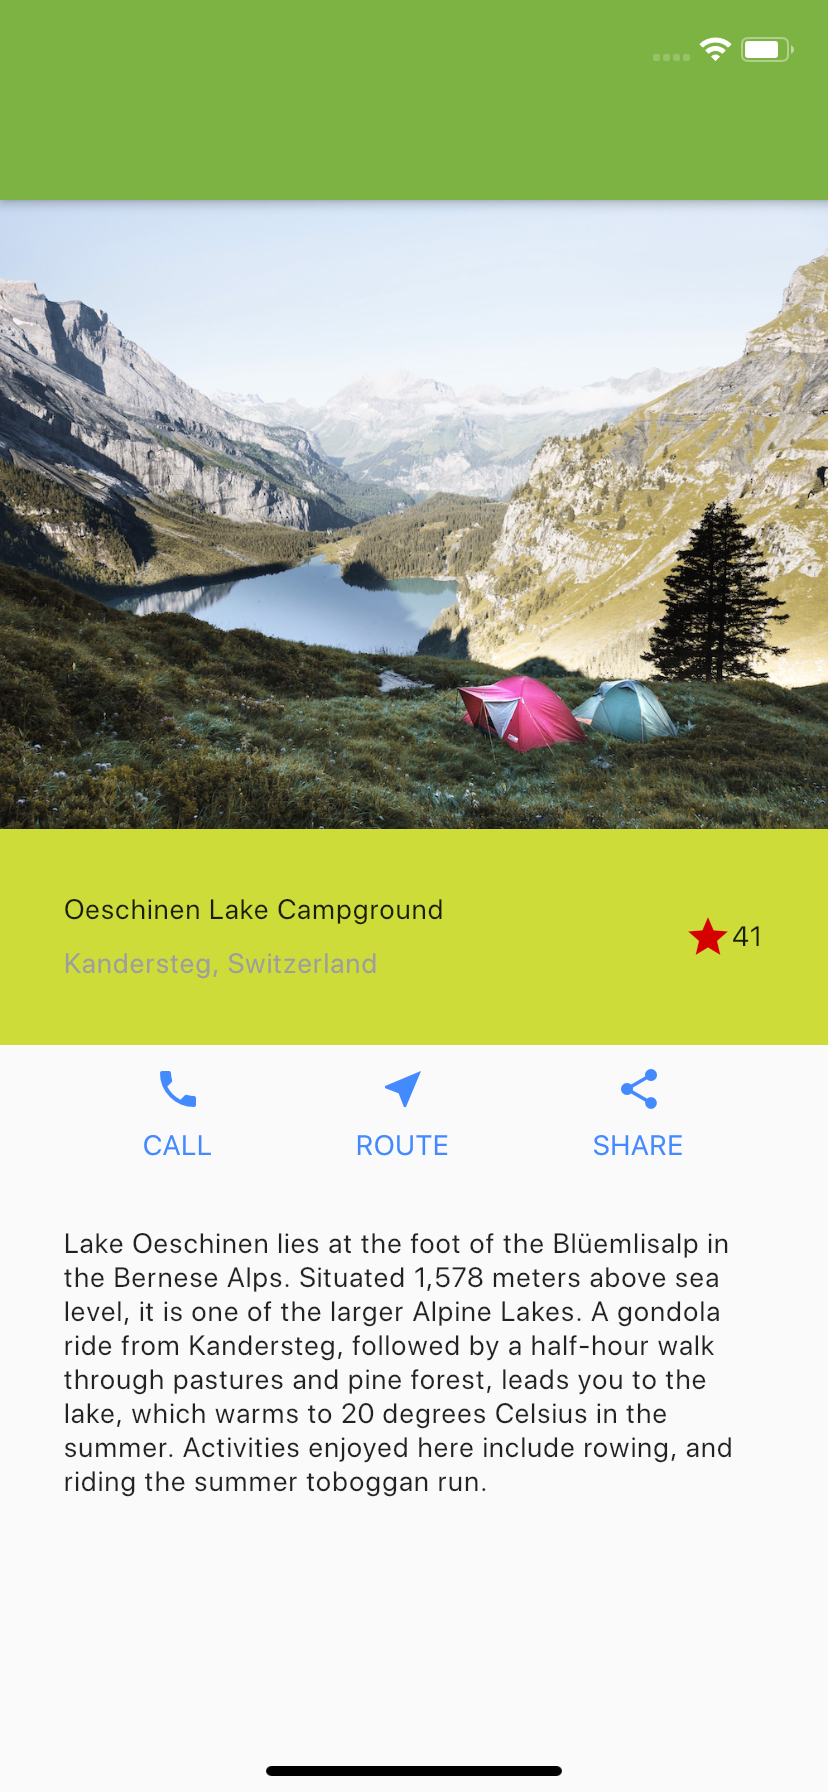 Oeschinen Lake Campground
41
Kandersteg, Switzerland
CALL
ROUTE
SHARE
Lake Oeschinen lies at the foot of the Blüemlisalp in
the Bernese Alps. Situated 1,578 meters above sea
level, it is one of the larger Alpine Lakes. A gondola
ride from Kandersteg, followed by a half-hour walk
through pastures and pine forest, leads you to the
lake, which warms to 20 degrees Celsius in the
summer. Activities enjoyed here include rowing, and
riding the summer toboggan run.